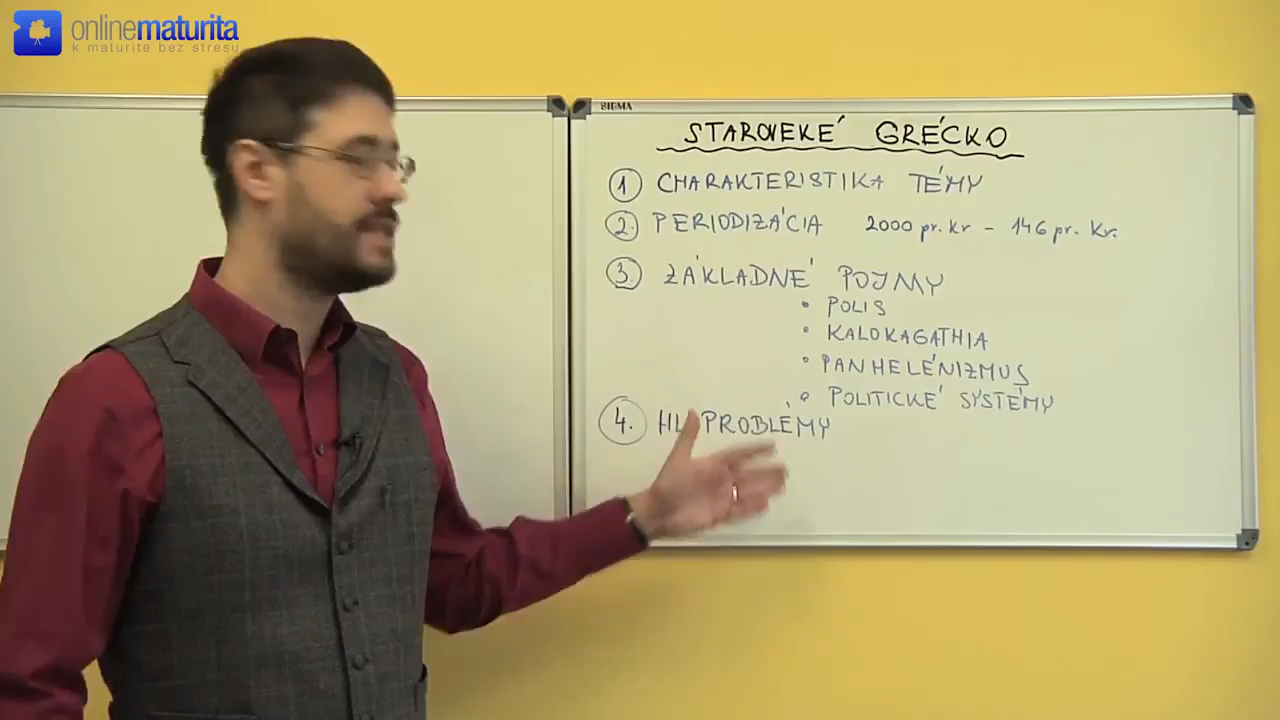 onlinematurita
k maturite bez stresu
SIGMA
STAROVEKÉ GRÉCKO
1 CHARAKTERISTIKA TÉMY
2. PERIODIZÁCIA 2000 pr. Kr - 146 pr. Kr.
3. ZÁKLADNÉ POJMY
• POLIS
• KALOKAGATHIA
• PANHELÉNIZMUS
• POLITICKÉ SYSTÉMY
4. HL. PROBLÉMY